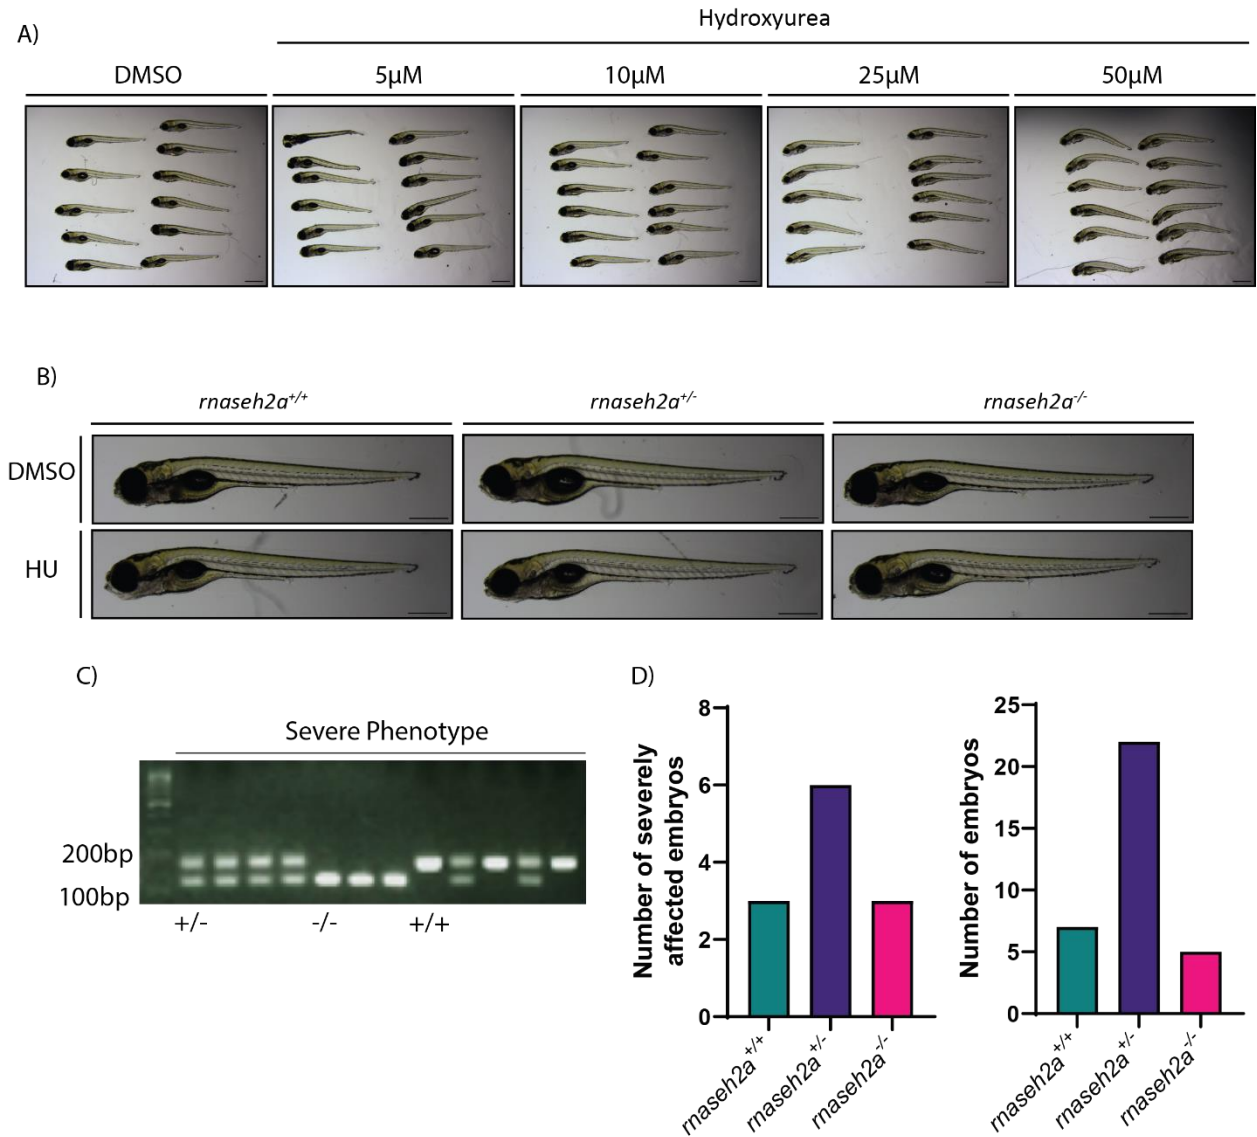 A)
Hydroxyurea
DMSO
5µM
10µM
25µM
50µM
B)
rnaseh2a+/+
rnaseh2a+/-
rnaseh2a-/-
DMSO
HU
C)
Severe Phenotype
200bp
100bp
+/-
-/-
+/+
D)
Number of severely
affected embryos
8
6
4
2
0
rnaseh2a+/+
rnaseh2a+/-
rnaseh2a-/-
Number of embryos
25
20
15
10
5
0
rnaseh2a+/+
rnaseh2a+/-
rnaseh2a-/-